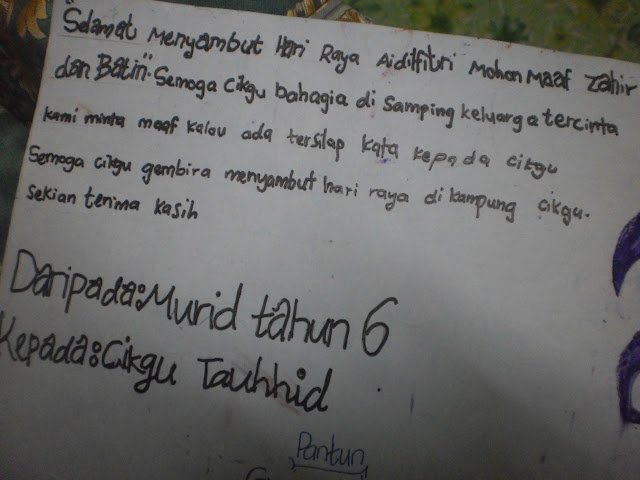 "Selamat Menyambut Hari Raya Aidilfitri Mohon Maaf Zahir
dan Batin". Semoga Cikgu bahagia di samping keluarga tercinta
kami minta maaf kalau ada tersilap kata kepada cikgu
Semoga cikgu gembira menyambut hari raya di kampung cikgu.
sekian terima kasih
Daripada:Murid tahun 6
Kepada:Cikgu Tauhhid
Pantun